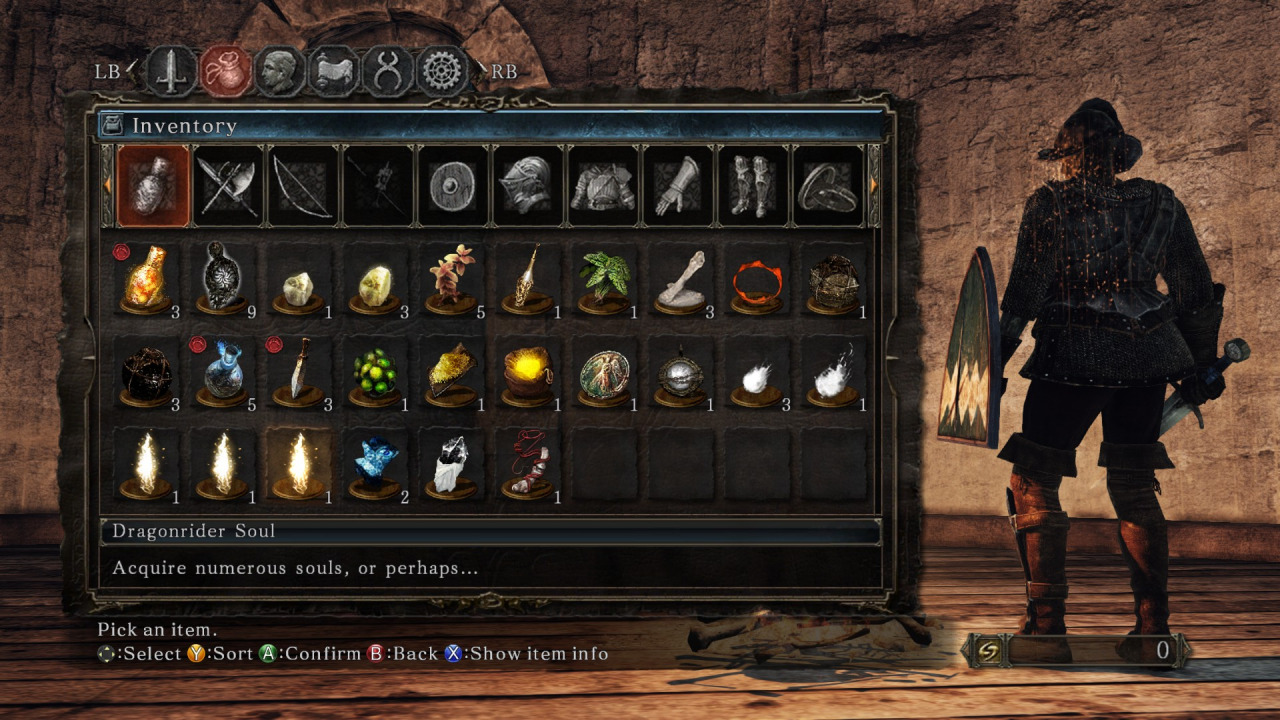 LB RB
Inventory
3 9 1 3 5 1 1 3 1
3 5 3 1 1 1 1 1 3 1
1 1 1 2 1
Dragonrider Soul
Acquire numerous souls, or perhaps...
Pick an item.
:Select Y:Sort A:Confirm B:Back X:Show item info
0